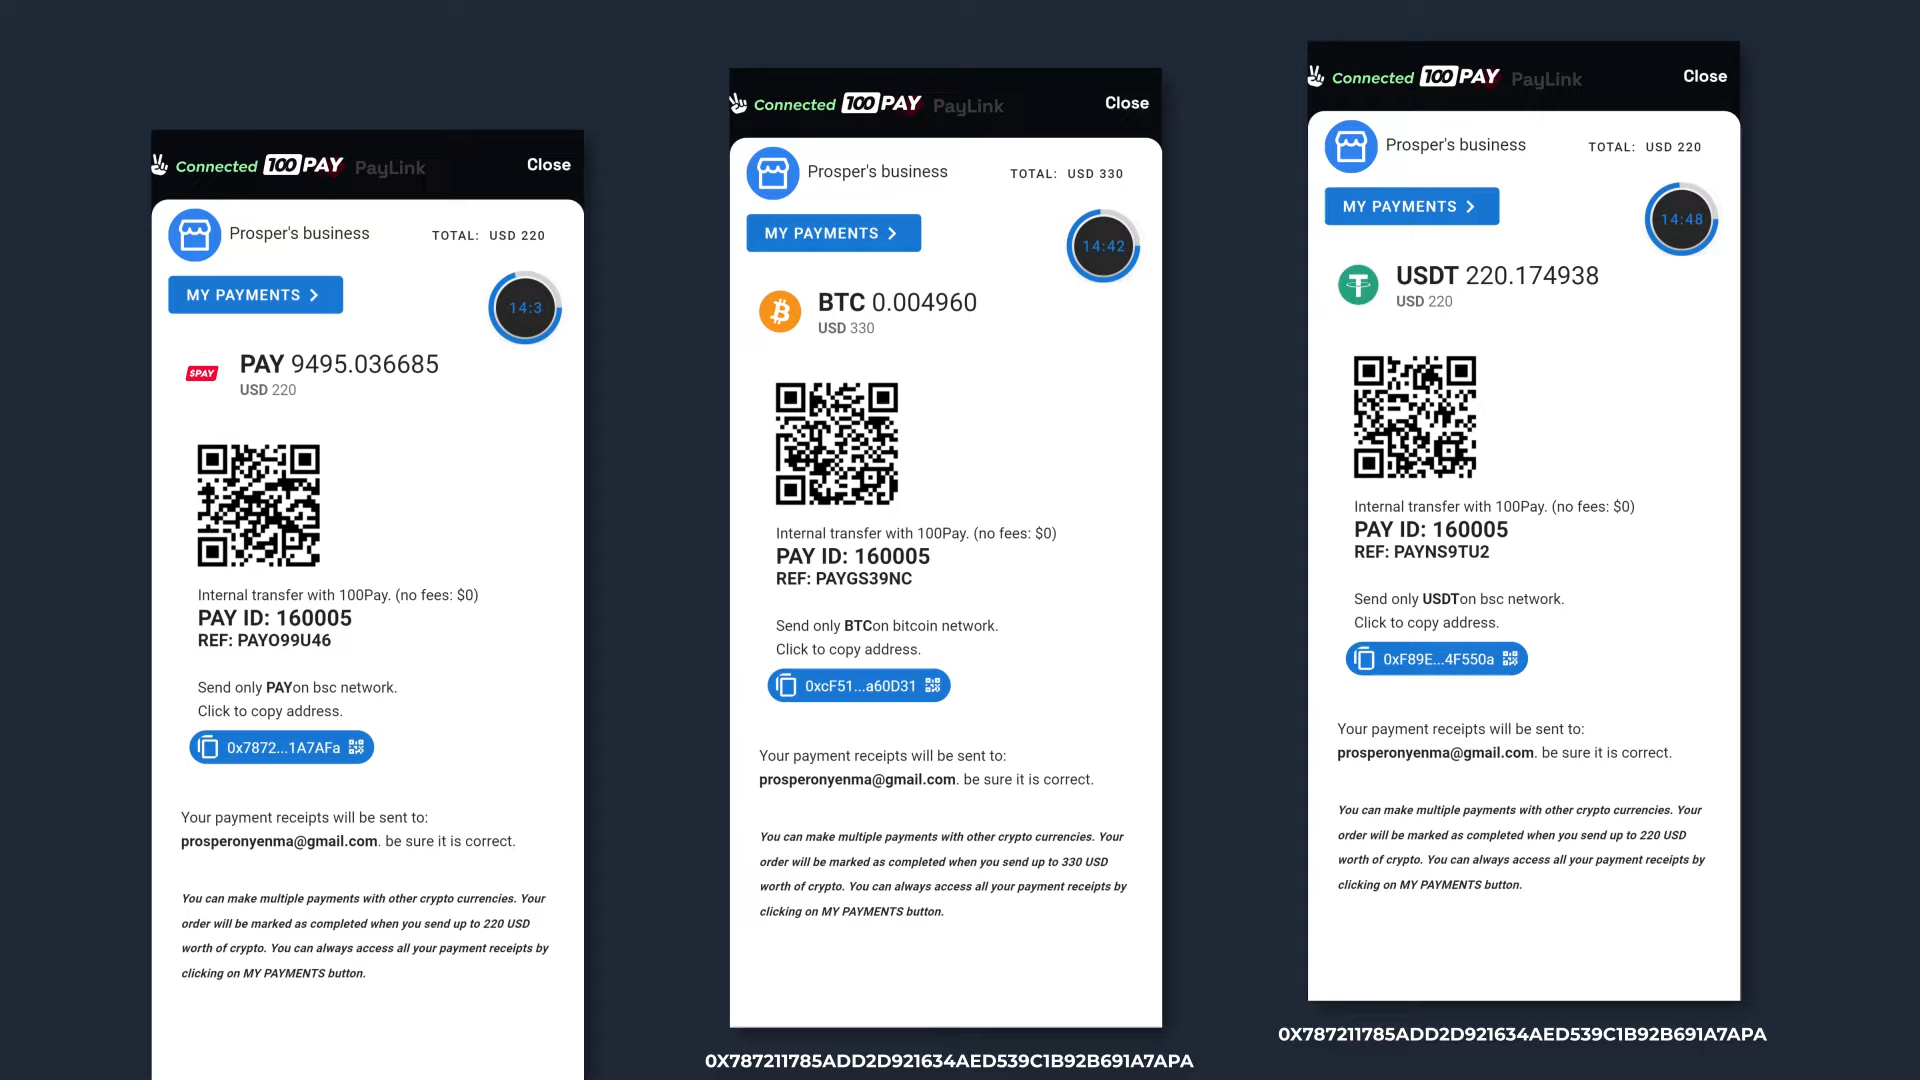 Connected 100PAY PayLink Close
Prosper's business TOTAL: USD 220
MY PAYMENTS
14:3
$PAY
PAY 9495.036685
USD 220
Internal transfer with 100Pay. (no fees: $0)
PAY ID: 160005
REF: PAYO99U46
Send only PAYon bsc network.
Click to copy address.
0x7872...1A7AFa
Your payment receipts will be sent to:
prosperonyenma@gmail.com. be sure it is correct.
You can make multiple payments with other crypto currencies. Your
order will be marked as completed when you send up to 220 USD
worth of crypto. You can always access all your payment receipts by
clicking on MY PAYMENTS button.
Connected 100PAY PayLink Close
Prosper's business TOTAL: USD 330
MY PAYMENTS
14:42
BTC 0.004960
USD 330
Internal transfer with 100Pay. (no fees: $0)
PAY ID: 160005
REF: PAYGS39NC
Send only BTCon bitcoin network.
Click to copy address.
0xcF51...a60D31
Your payment receipts will be sent to:
prosperonyenma@gmail.com. be sure it is correct.
You can make multiple payments with other crypto currencies. Your
order will be marked as completed when you send up to 330 USD
worth of crypto. You can always access all your payment receipts by
clicking on MY PAYMENTS button.
0X787211785ADD2D921634AED539C1B92B691A7APA
Connected 100PAY PayLink Close
Prosper's business TOTAL: USD 220
MY PAYMENTS
14:48
USDT 220.174938
USD 220
Internal transfer with 100Pay. (no fees: $0)
PAY ID: 160005
REF: PAYNS9TU2
Send only USDTon bsc network.
Click to copy address.
0xF89E...4F550a
Your payment receipts will be sent to:
prosperonyenma@gmail.com. be sure it is correct.
You can make multiple payments with other crypto currencies. Your
order will be marked as completed when you send up to 220 USD
worth of crypto. You can always access all your payment receipts by
clicking on MY PAYMENTS button.
0X787211785ADD2D921634AED539C1B92B691A7APA